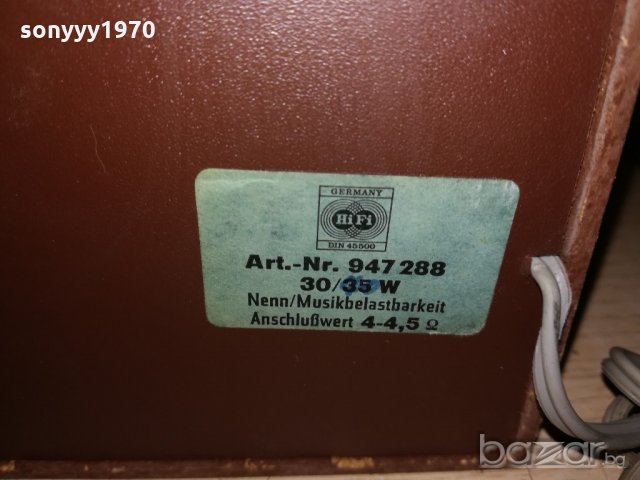 sonyyy1970
GERMANY
HiFi
DIN 45500
Art.-Nr. 947 288
30/35 W
Nenn/Musikbelastbarkeit
Anschlußwert 4-4,5 Ω
bazar.bg